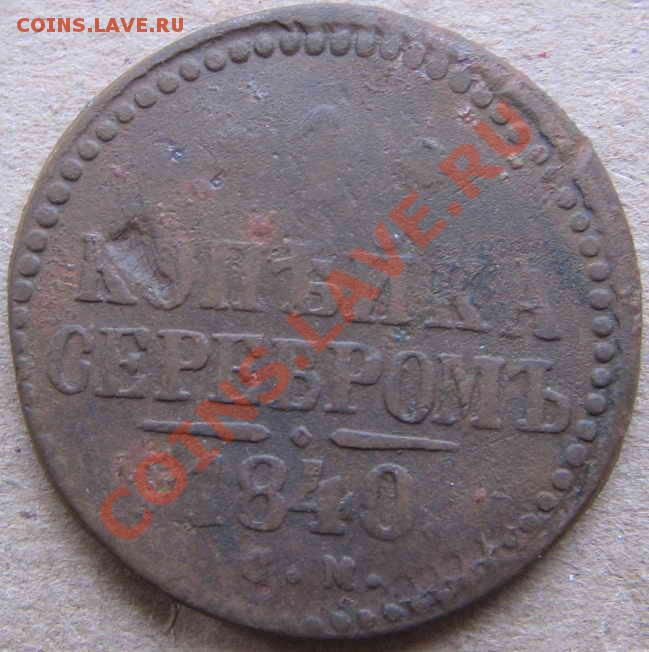 COINS.LAVE.RU
КОПѢЙКА
СЕРЕБРОМЪ
1840
С.М.
COINS.LAVE.RU